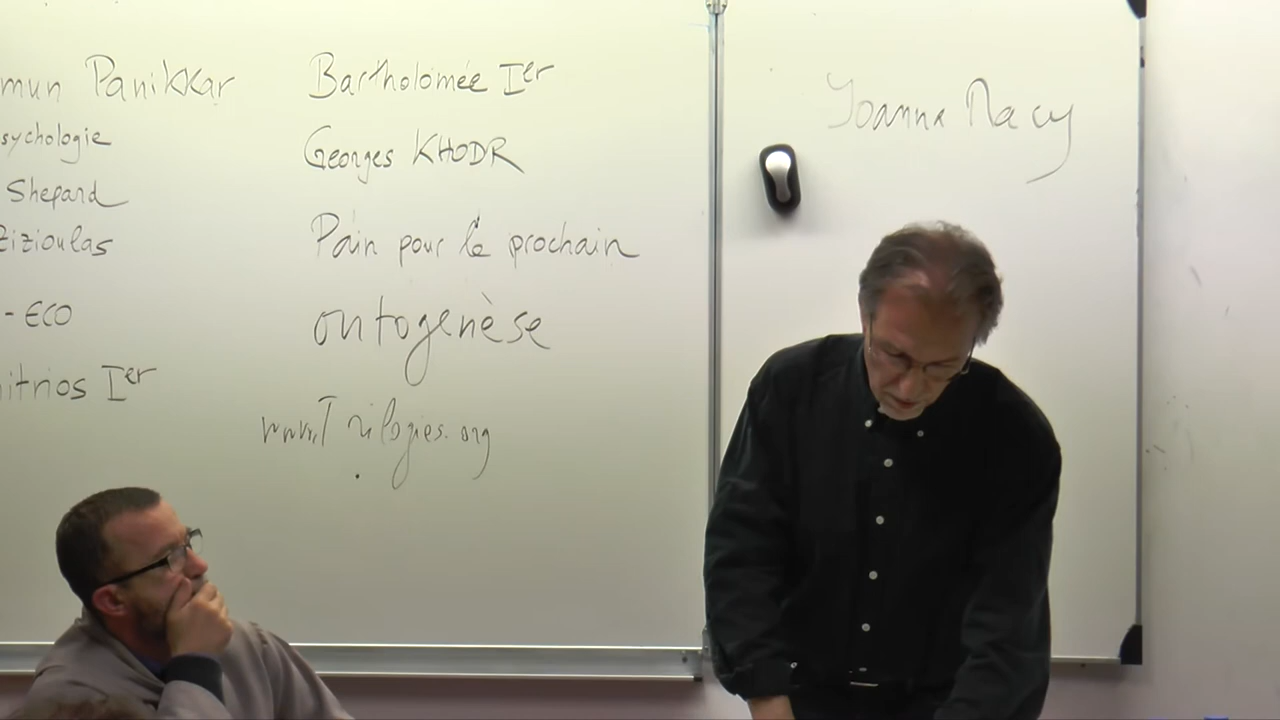 mun Panikkar
sychologie
Shepard
Zizioulas
- ECO
itrios Ier
Bartholomée Ier
Georges KHODR
Pain pour le prochain
ontogenèse
www.Trilogies.org
Joanna Macy